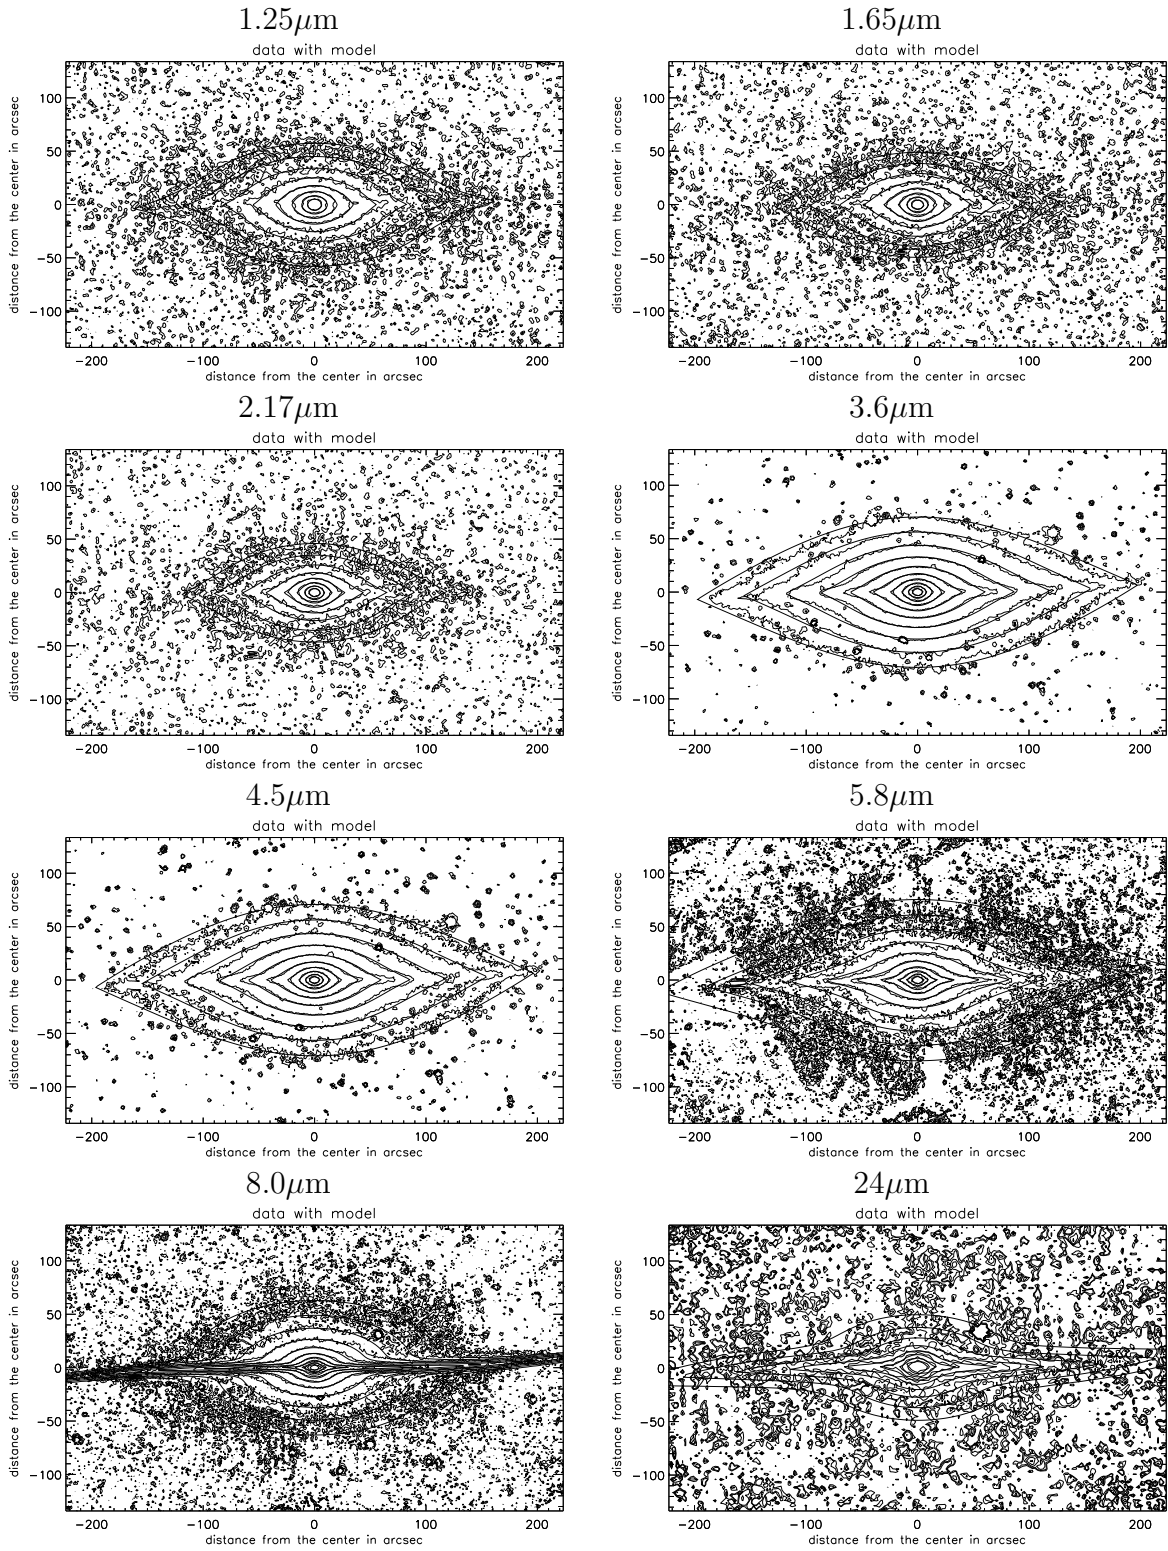 1.25μm
data with model
distance from the center in arcsec
100
50
0
−50
−100
−200 −100 0 100 200
distance from the center in arcsec
1.65μm
data with model
distance from the center in arcsec
100
50
0
−50
−100
−200 −100 0 100 200
distance from the center in arcsec
2.17μm
data with model
distance from the center in arcsec
100
50
0
−50
−100
−200 −100 0 100 200
distance from the center in arcsec
3.6μm
data with model
distance from the center in arcsec
100
50
0
−50
−100
−200 −100 0 100 200
distance from the center in arcsec
4.5μm
data with model
distance from the center in arcsec
100
50
0
−50
−100
−200 −100 0 100 200
distance from the center in arcsec
5.8μm
data with model
distance from the center in arcsec
100
50
0
−50
−100
−200 −100 0 100 200
distance from the center in arcsec
8.0μm
data with model
distance from the center in arcsec
100
50
0
−50
−100
−200 −100 0 100 200
distance from the center in arcsec
24μm
data with model
distance from the center in arcsec
100
50
0
−50
−100
−200 −100 0 100 200
distance from the center in arcsec